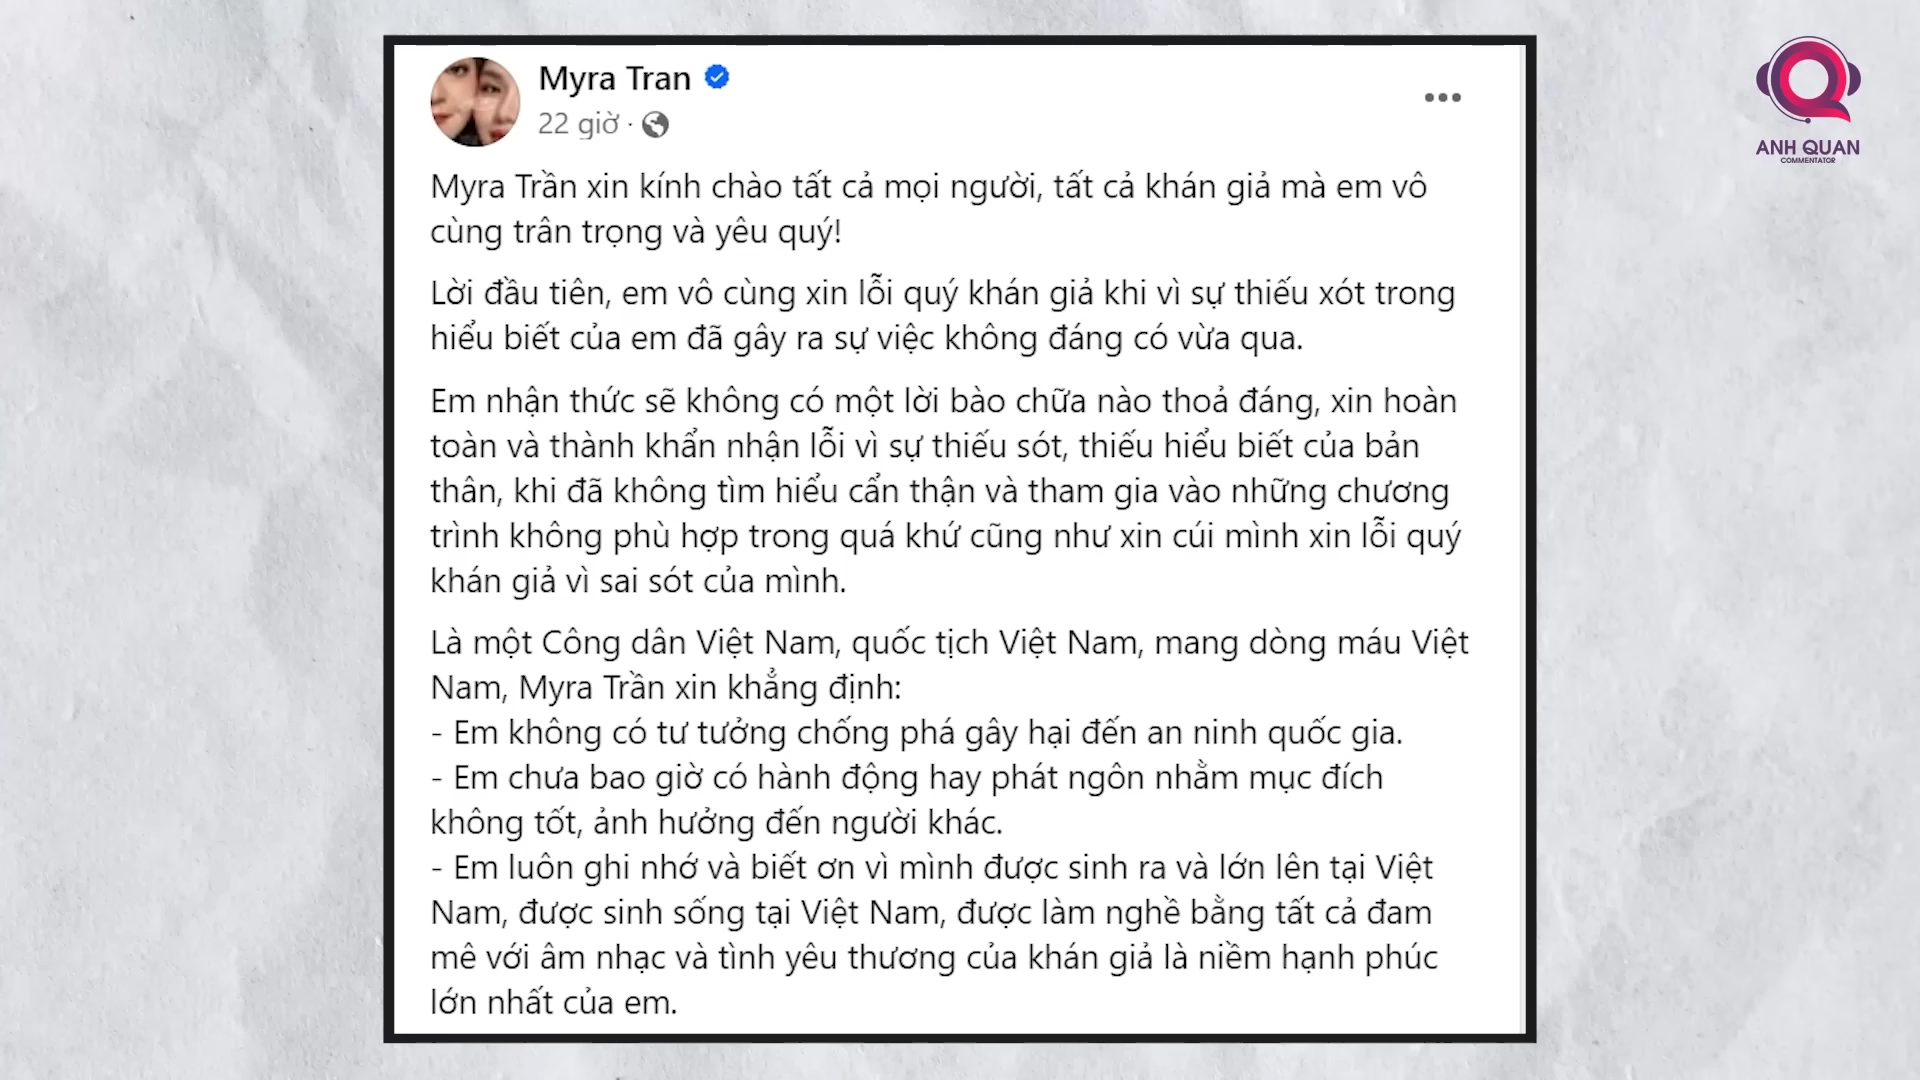 Myra Tran
22 giờ ·
Myra Trần xin kính chào tất cả mọi người, tất cả khán giả mà em vô
cùng trân trọng và yêu quý!
Lời đầu tiên, em vô cùng xin lỗi quý khán giả khi vì sự thiếu xót trong
hiểu biết của em đã gây ra sự việc không đáng có vừa qua.
Em nhận thức sẽ không có một lời bào chữa nào thoả đáng, xin hoàn
toàn và thành khẩn nhận lỗi vì sự thiếu sót, thiếu hiểu biết của bản
thân, khi đã không tìm hiểu cẩn thận và tham gia vào những chương
trình không phù hợp trong quá khứ cũng như xin cúi mình xin lỗi quý
khán giả vì sai sót của mình.
Là một Công dân Việt Nam, quốc tịch Việt Nam, mang dòng máu Việt
Nam, Myra Trần xin khẳng định:
- Em không có tư tưởng chống phá gây hại đến an ninh quốc gia.
- Em chưa bao giờ có hành động hay phát ngôn nhằm mục đích
không tốt, ảnh hưởng đến người khác.
- Em luôn ghi nhớ và biết ơn vì mình được sinh ra và lớn lên tại Việt
Nam, được sinh sống tại Việt Nam, được làm nghề bằng tất cả đam
mê với âm nhạc và tình yêu thương của khán giả là niềm hạnh phúc
lớn nhất của em.
ANH QUAN
COMMENTATOR